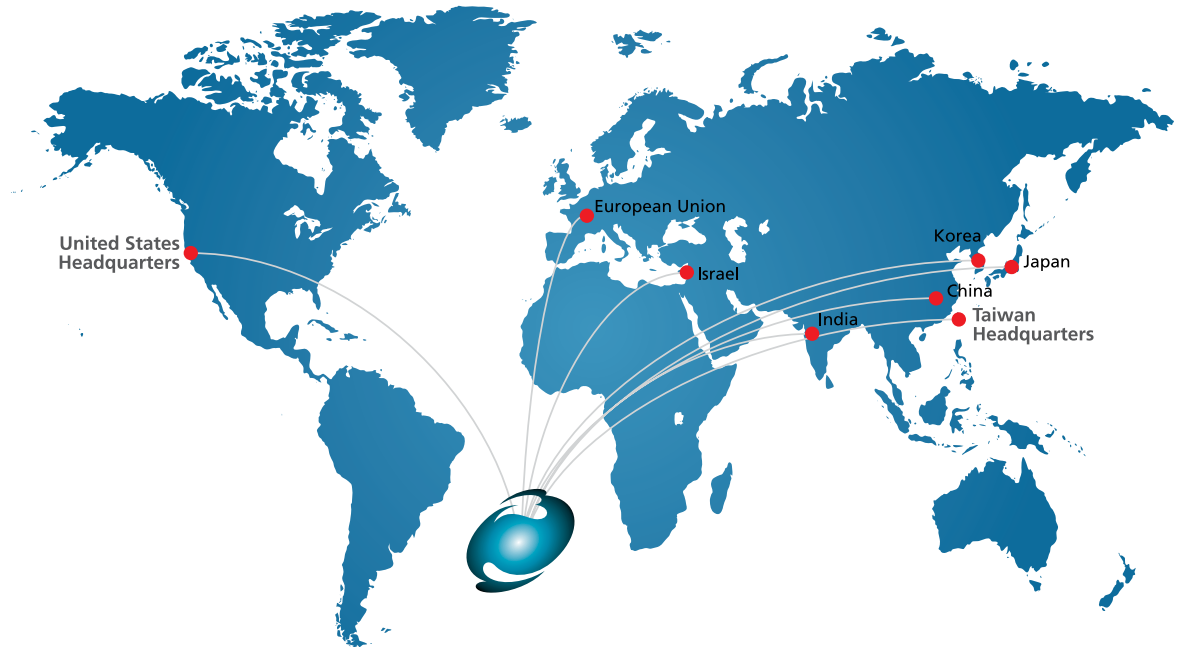 European Union
United States
Headquarters
Korea
Japan
Israel
China
India
Taiwan
Headquarters